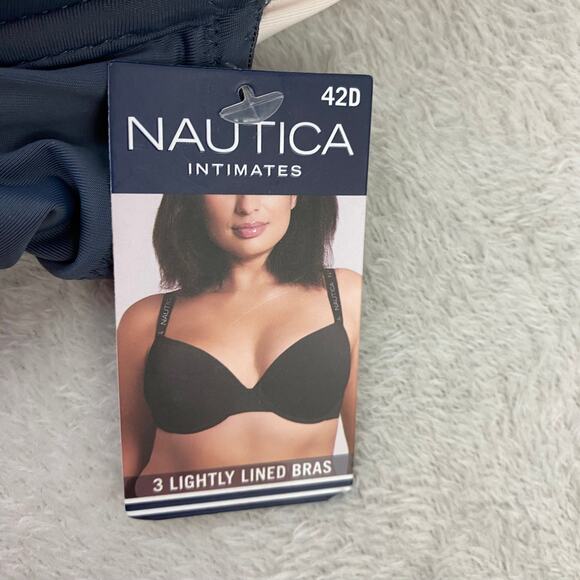 42D
NAUTICA
INTIMATES
NAUTICA
3 LIGHTLY LINED BRAS